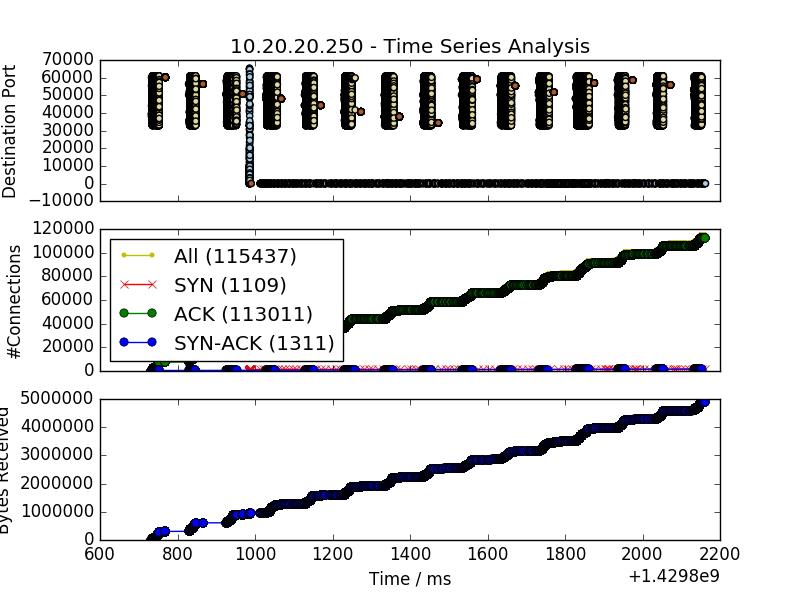 10.20.20.250 - Time Series Analysis
70000
60000
50000
40000
30000
20000
10000
0
−10000
Destination Port
120000
100000
80000
60000
40000
20000
0
#Connections
All (115437)
SYN (1109)
ACK (113011)
SYN-ACK (1311)
5000000
4000000
3000000
2000000
1000000
0
Bytes Received
600 800 1000 1200 1400 1600 1800 2000 2200
Time / ms
+1.4298e9